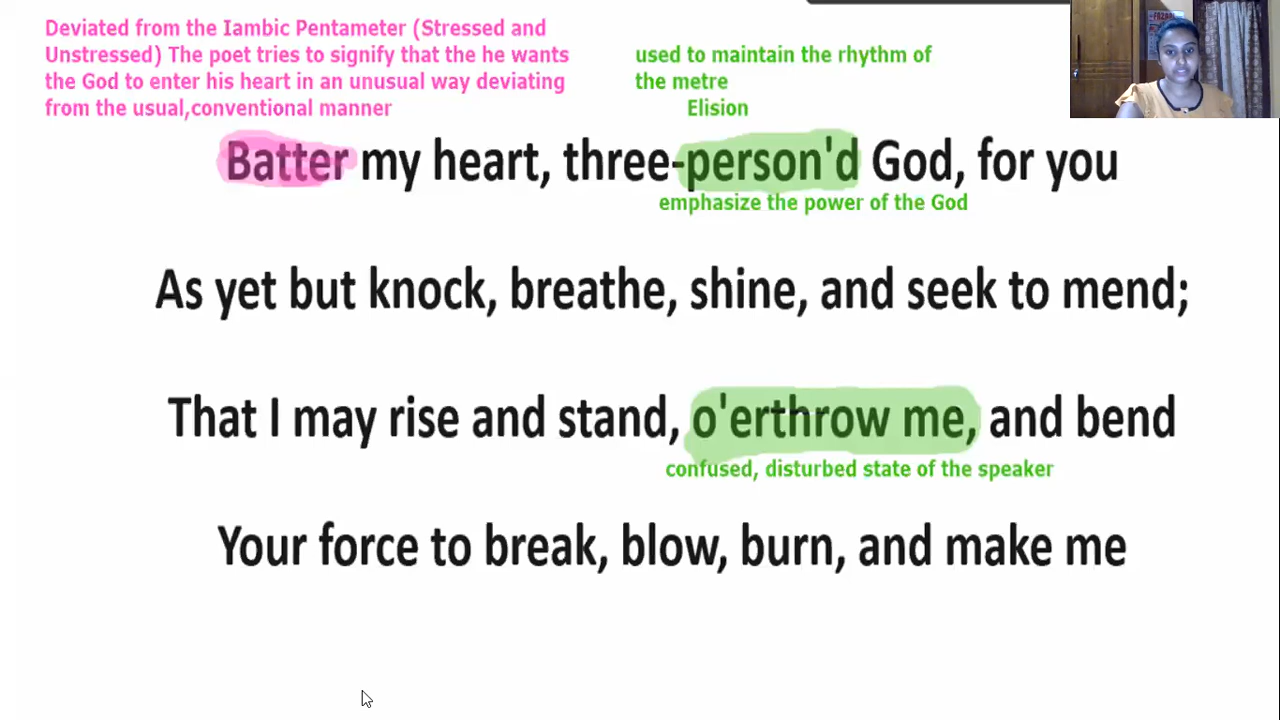 Deviated from the Iambic Pentameter (Stressed and
Unstressed) The poet tries to signify that the he wants
the God to enter his heart in an unusual way deviating
from the usual,conventional manner
used to maintain the rhythm of
the metre
Elision
Batter my heart, three-person'd God, for you
emphasize the power of the God
As yet but knock, breathe, shine, and seek to mend;
That I may rise and stand, o'erthrow me, and bend
confused, disturbed state of the speaker
Your force to break, blow, burn, and make me